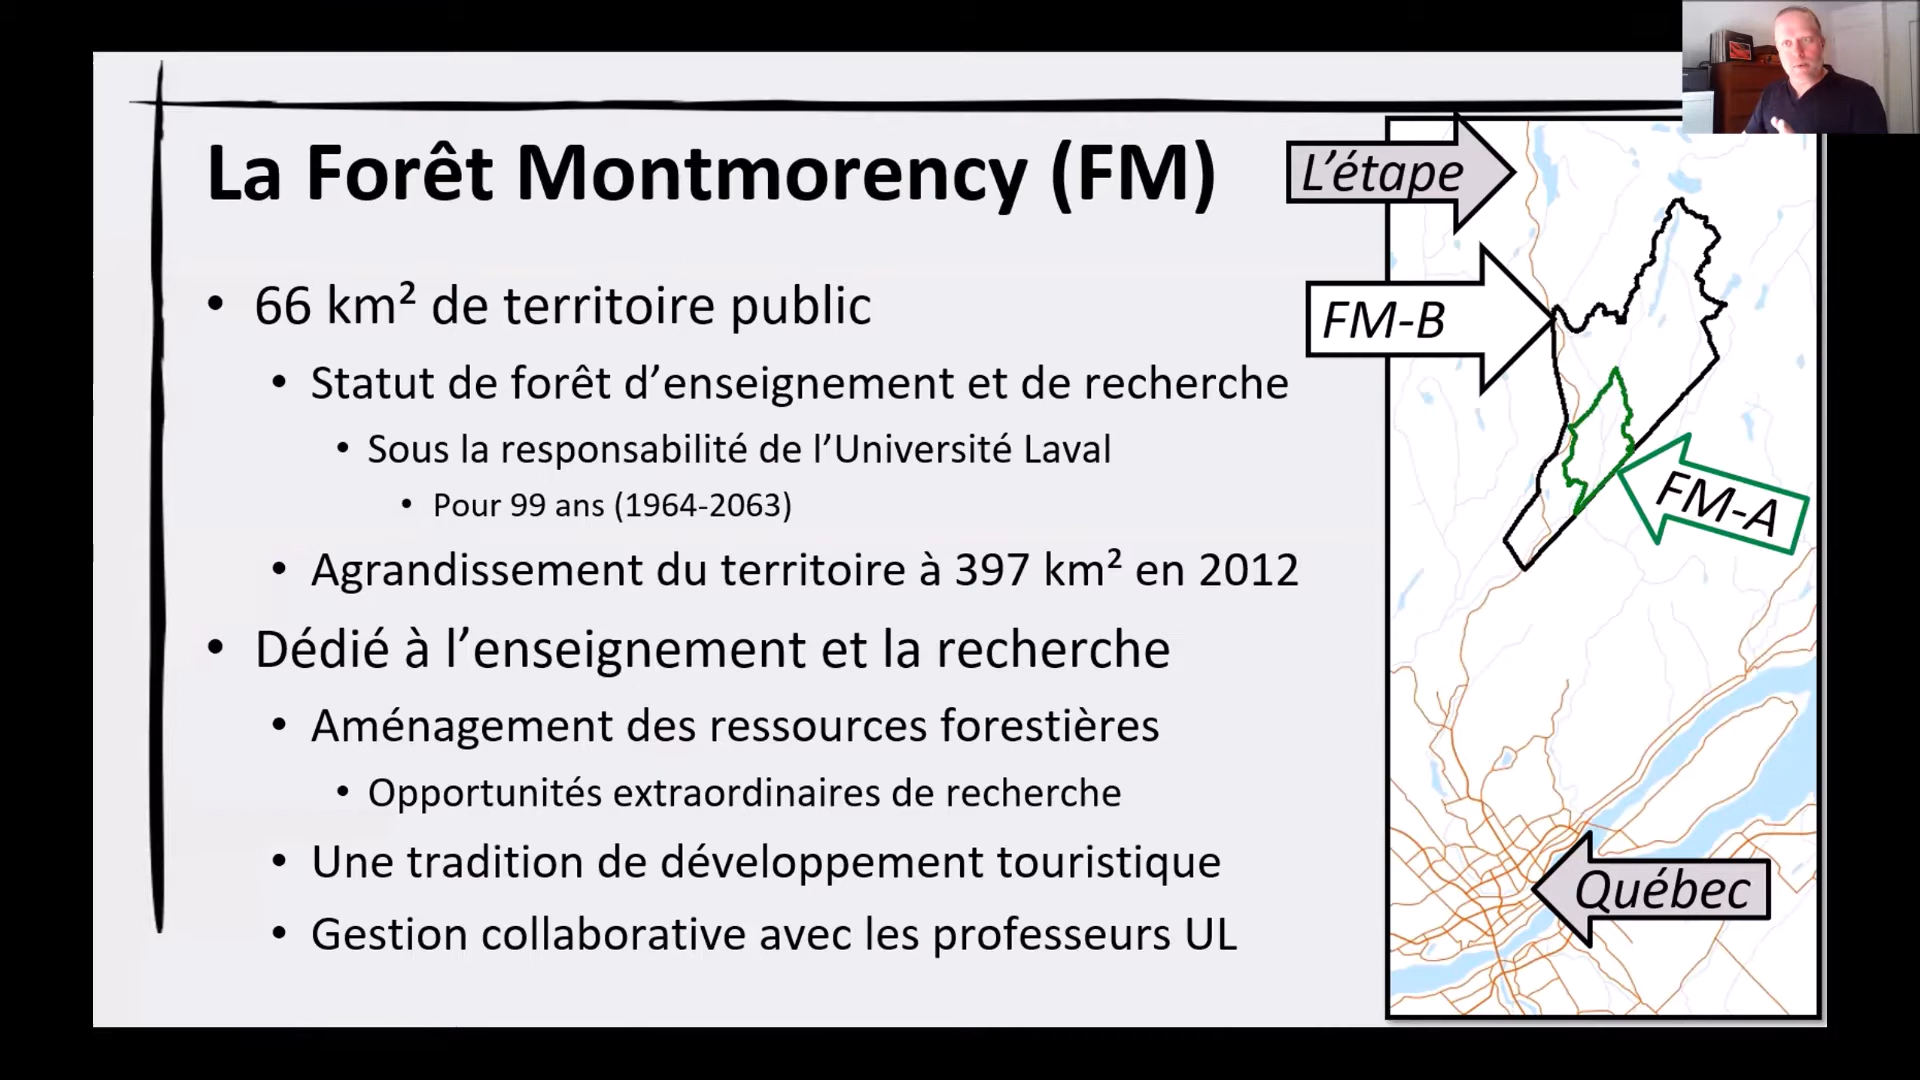 La Forêt Montmorency (FM)
• 66 km² de territoire public
• Statut de forêt d’enseignement et de recherche
• Sous la responsabilité de l’Université Laval
• Pour 99 ans (1964-2063)
• Agrandissement du territoire à 397 km² en 2012
• Dédié à l’enseignement et la recherche
• Aménagement des ressources forestières
• Opportunités extraordinaires de recherche
• Une tradition de développement touristique
• Gestion collaborative avec les professeurs UL
L’étape
FM-B
FM-A
Québec